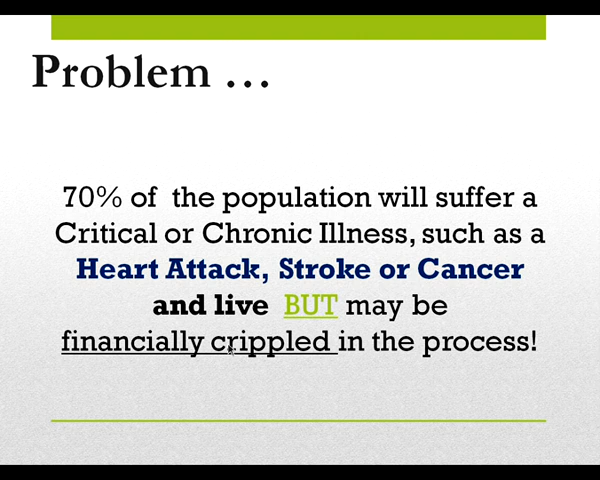 Problem …
70% of the population will suffer a
Critical or Chronic Illness, such as a
Heart Attack, Stroke or Cancer
and live BUT may be
financially crippled in the process!